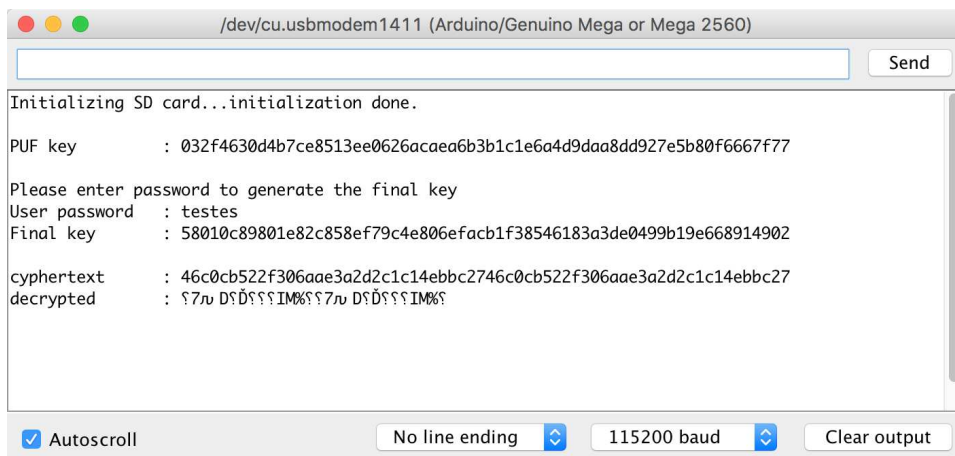 /dev/cu.usbmodem1411 (Arduino/Genuino Mega or Mega 2560)
Send
Initializing SD card...initialization done.
PUF key : 032f4630d4b7ce8513ee0626acaea6b3b1c1e6a4d9daa8dd927e5b80f6667f77
Please enter password to generate the final key
User password : testes
Final key : 58010c89801e82c858ef79c4e806efacb1f38546183a3de0499b19e668914902
cyphertext : 46c0cb522f306aae3a2d2c1c14ebbc2746c0cb522f306aae3a2d2c1c14ebbc27
decrypted :
Autoscroll
No line ending
115200 baud
Clear output